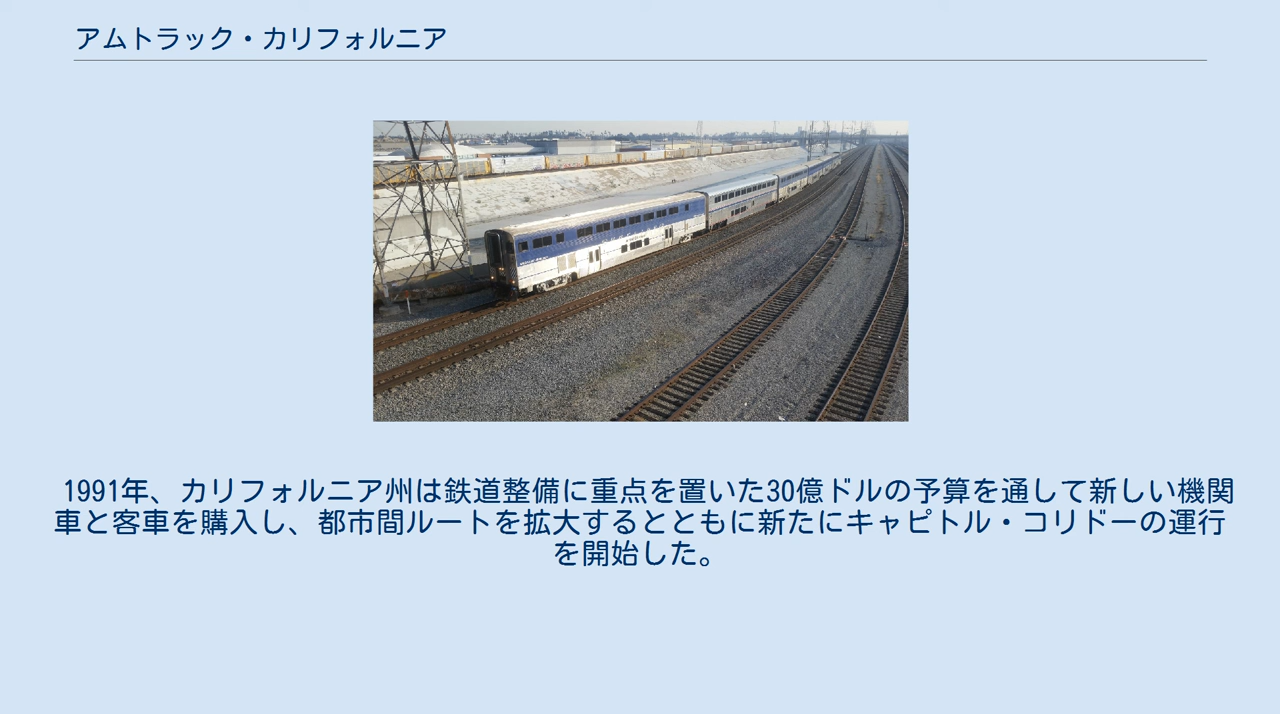 アムトラック・カリフォルニア
1991年、カリフォルニア州は鉄道整備に重点を置いた30億ドルの予算を通して新しい機関
車と客車を購入し、都市間ルートを拡大するとともに新たにキャピトル・コリドーの運行
を開始した。